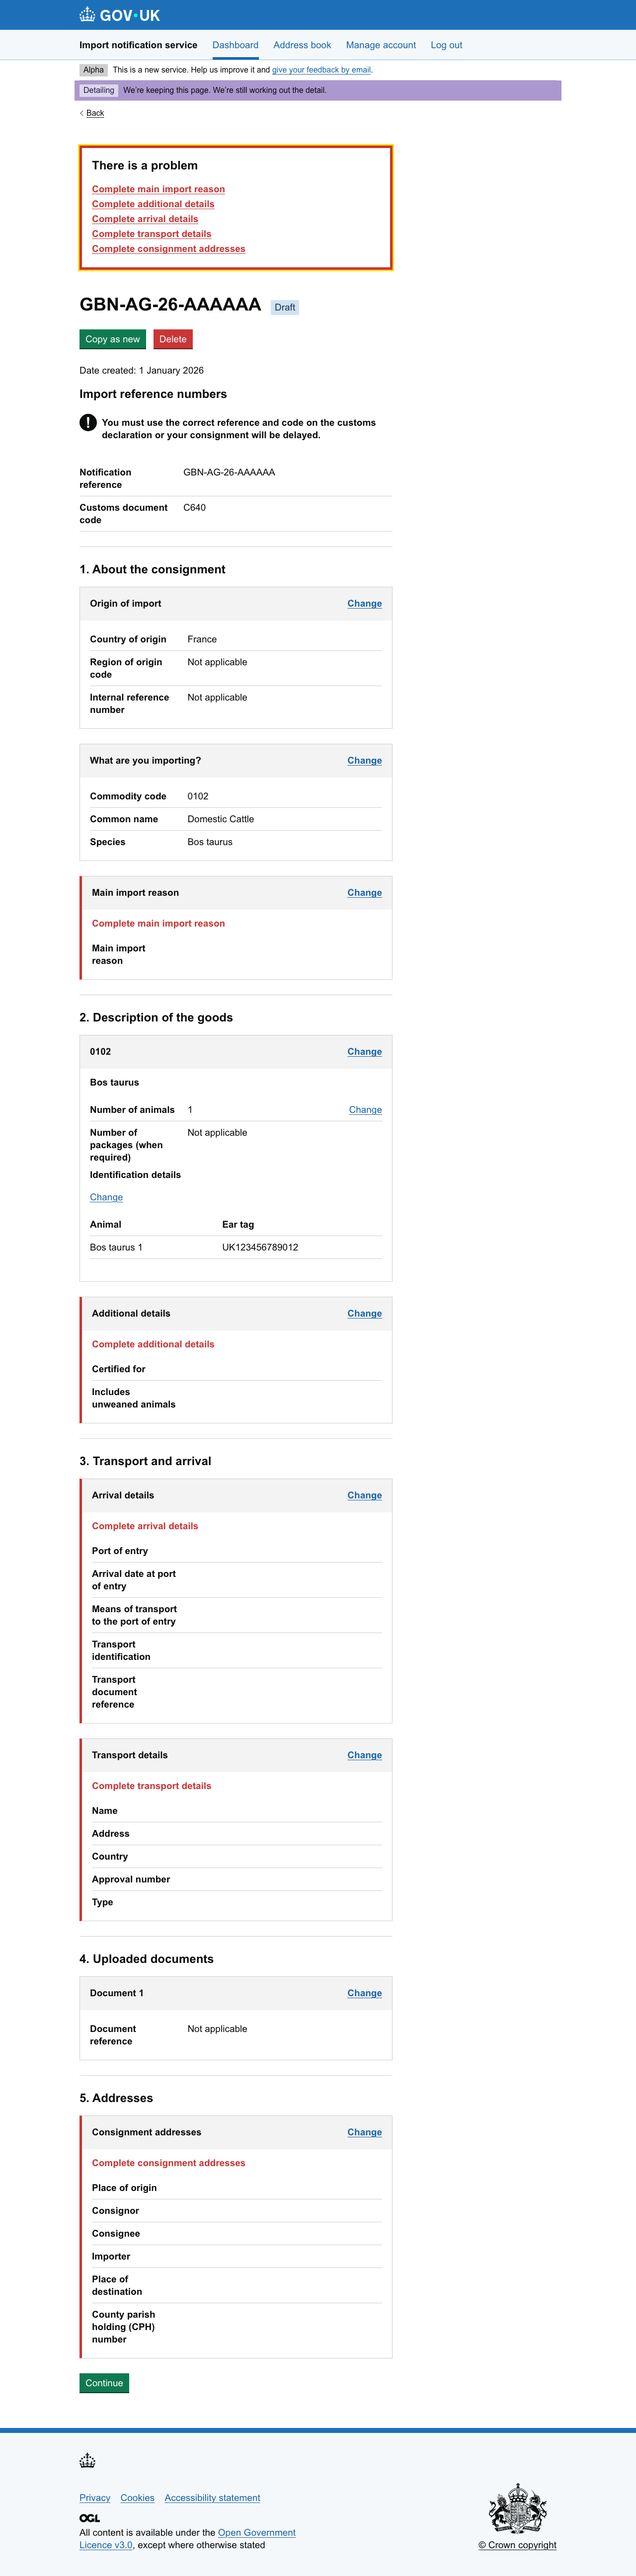 GOV·UK
Import notification service Dashboard Address book Manage account Log out
Alpha This is a new service. Help us improve it and give your feedback by email.
Detailing We're keeping this page. We're still working out the detail.
Back
There is a problem
Complete main import reason
Complete additional details
Complete arrival details
Complete transport details
Complete consignment addresses
GBN-AG-26-AAAAAA Draft
Copy as new Delete
Date created: 1 January 2026
Import reference numbers
! You must use the correct reference and code on the customs
declaration or your consignment will be delayed.
Notification GBN-AG-26-AAAAAA
reference
Customs document C640
code
1. About the consignment
Origin of import Change
Country of origin France
Region of origin Not applicable
code
Internal reference Not applicable
number
What are you importing? Change
Commodity code 0102
Common name Domestic Cattle
Species Bos taurus
Main import reason Change
Complete main import reason
Main import
reason
2. Description of the goods
0102 Change
Bos taurus
Number of animals 1 Change
Number of Not applicable
packages (when
required)
Identification details
Change
Animal Ear tag
Bos taurus 1 UK123456789012
Additional details Change
Complete additional details
Certified for
Includes
unweaned animals
3. Transport and arrival
Arrival details Change
Complete arrival details
Port of entry
Arrival date at port
of entry
Means of transport
to the port of entry
Transport
identification
Transport
document
reference
Transport details Change
Complete transport details
Name
Address
Country
Approval number
Type
4. Uploaded documents
Document 1 Change
Document Not applicable
reference
5. Addresses
Consignment addresses Change
Complete consignment addresses
Place of origin
Consignor
Consignee
Importer
Place of
destination
County parish
holding (CPH)
number
Continue
Privacy Cookies Accessibility statement
OGL
All content is available under the Open Government
Licence v3.0, except where otherwise stated
© Crown copyright